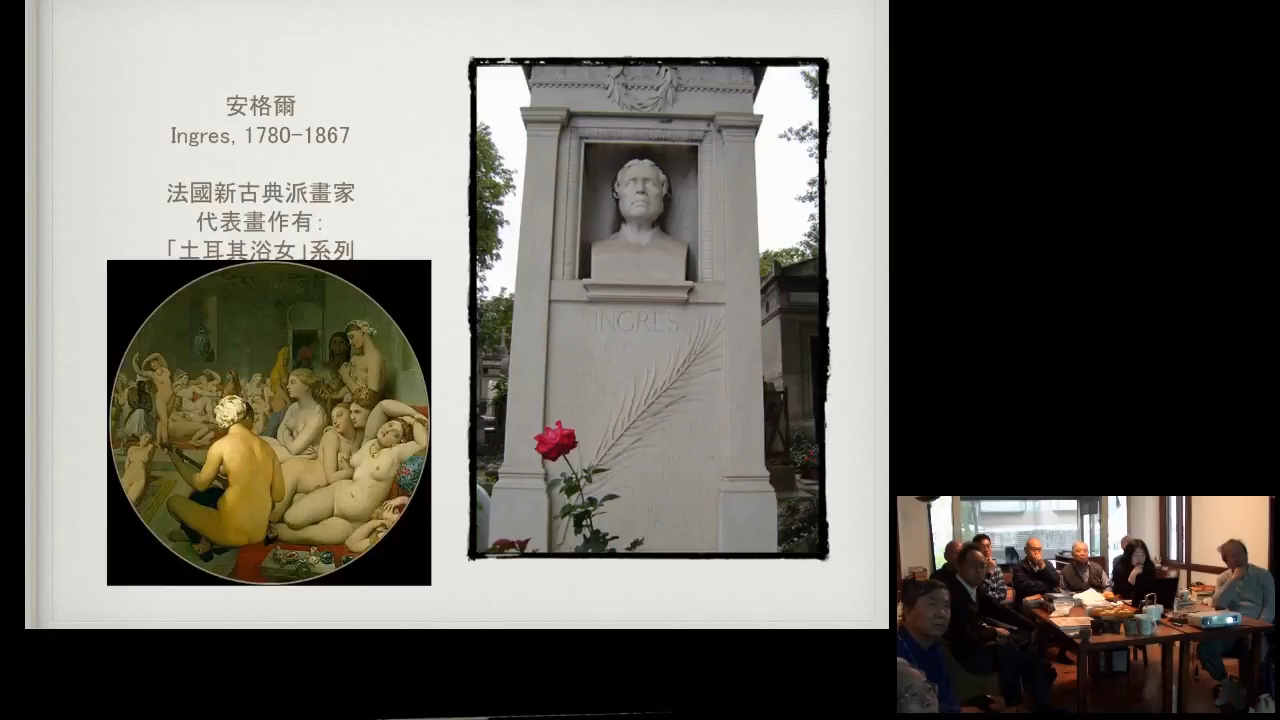 安格爾
Ingres, 1780-1867
法國新古典派畫家
代表畫作有:
「土耳其浴女」系列
INGRES